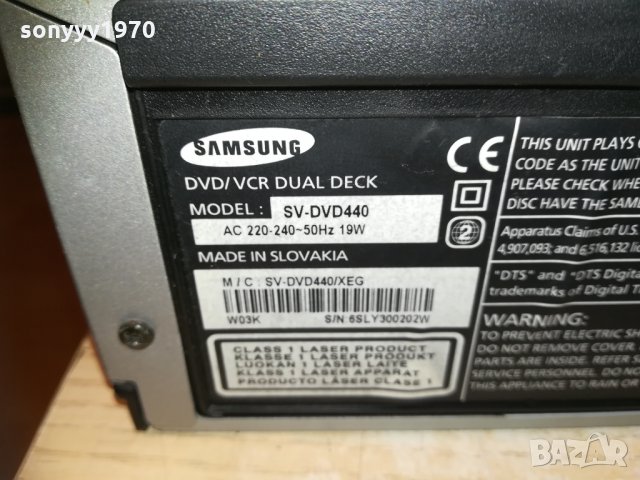 sonyyy1970
SAMSUNG
DVD/VCR DUAL DECK
MODEL : SV-DVD440
AC 220-240~50Hz 19W
MADE IN SLOVAKIA
M/C : SV-DVD440/XEG
W03K S/N 6SLY300202W
CLASS 1 LASER PRODUCT
KLASSE 1 LASER PRODUKT
LUOKAN 1 LASER LAITE
KLASS 1 LASER APPARAT
PRODUCTO LÁSER CLASE 1
CE
2
THIS UNIT PLAYS
CODE AS THE UNIT
PLEASE CHECK WHE
DISC HAVE THE SAM
Apparatus Claims of U.S.
4,907,093; and 6,516,132 li
"DTS" and "DTS Digital
trademarks of Digital T
WARNING:
TO PREVENT ELECTRIC S
DO NOT REMOVE COVER.
PARTS ARE INSIDE. REFER
SERVICE PERSONNEL. DO NO
THIS APPLIANCE TO RAIN OR
BAZAR